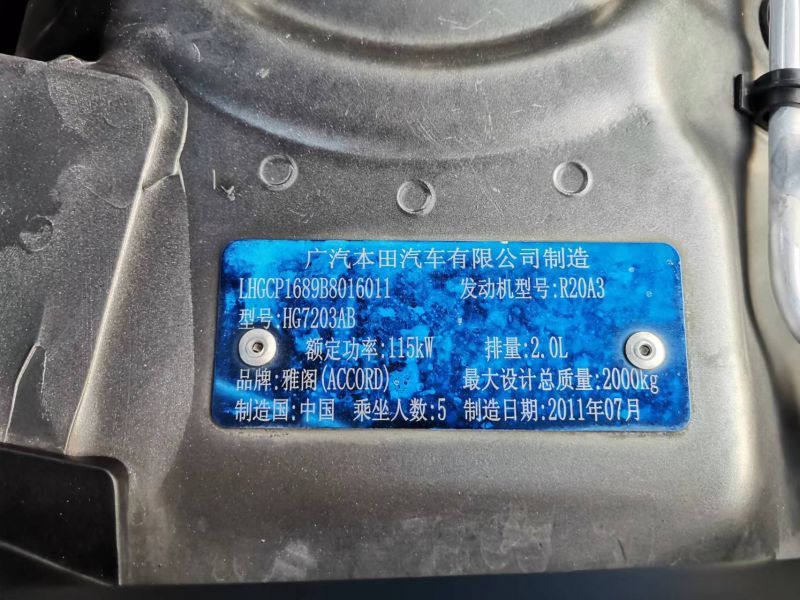 广汽本田汽车有限公司制造
LHGCP1689B8016011 发动机型号:R20A3
型号:HG7203AB
额定功率:115kW 排量:2.0L
品牌:雅阁(ACCORD) 最大设计总质量:2000kg
制造国:中国 乘坐人数:5 制造日期:2011年07月